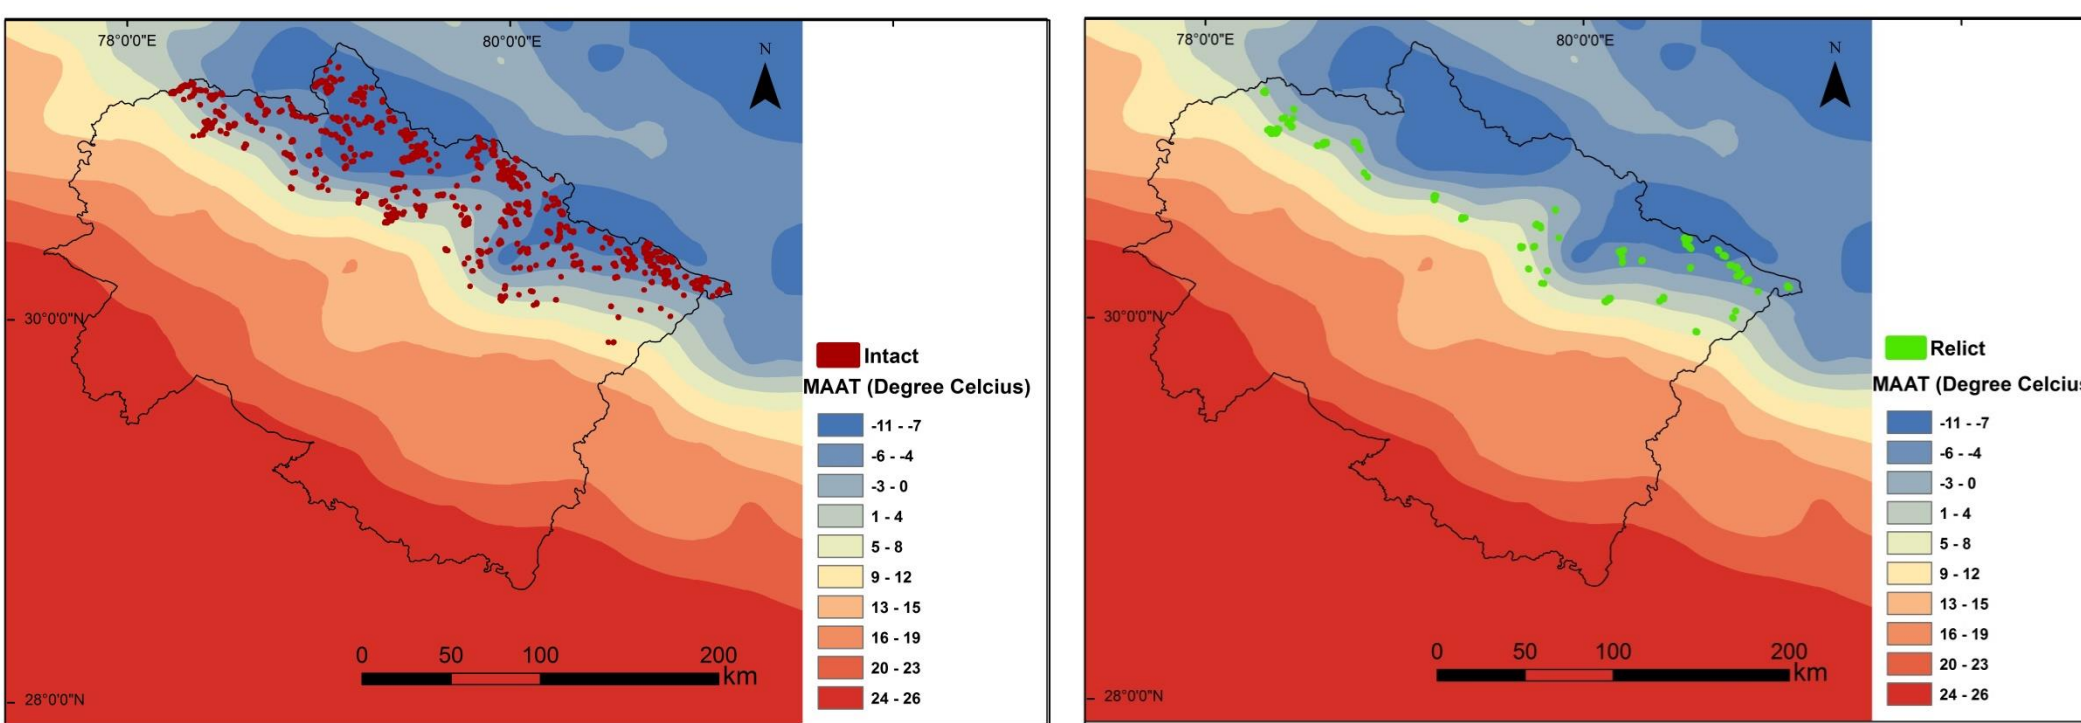 78°0'0"E
80°0'0"E
N
30°0'0"N
28°0'0"N
Intact
MAAT (Degree Celcius)
-11 - -7
-6 - -4
-3 - 0
1 - 4
5 - 8
9 - 12
13 - 15
16 - 19
20 - 23
24 - 26
0 50 100 200
km
78°0'0"E
80°0'0"E
N
30°0'0"N
28°0'0"N
Relict
MAAT (Degree Celcius
-11 - -7
-6 - -4
-3 - 0
1 - 4
5 - 8
9 - 12
13 - 15
16 - 19
20 - 23
24 - 26
0 50 100 200
km